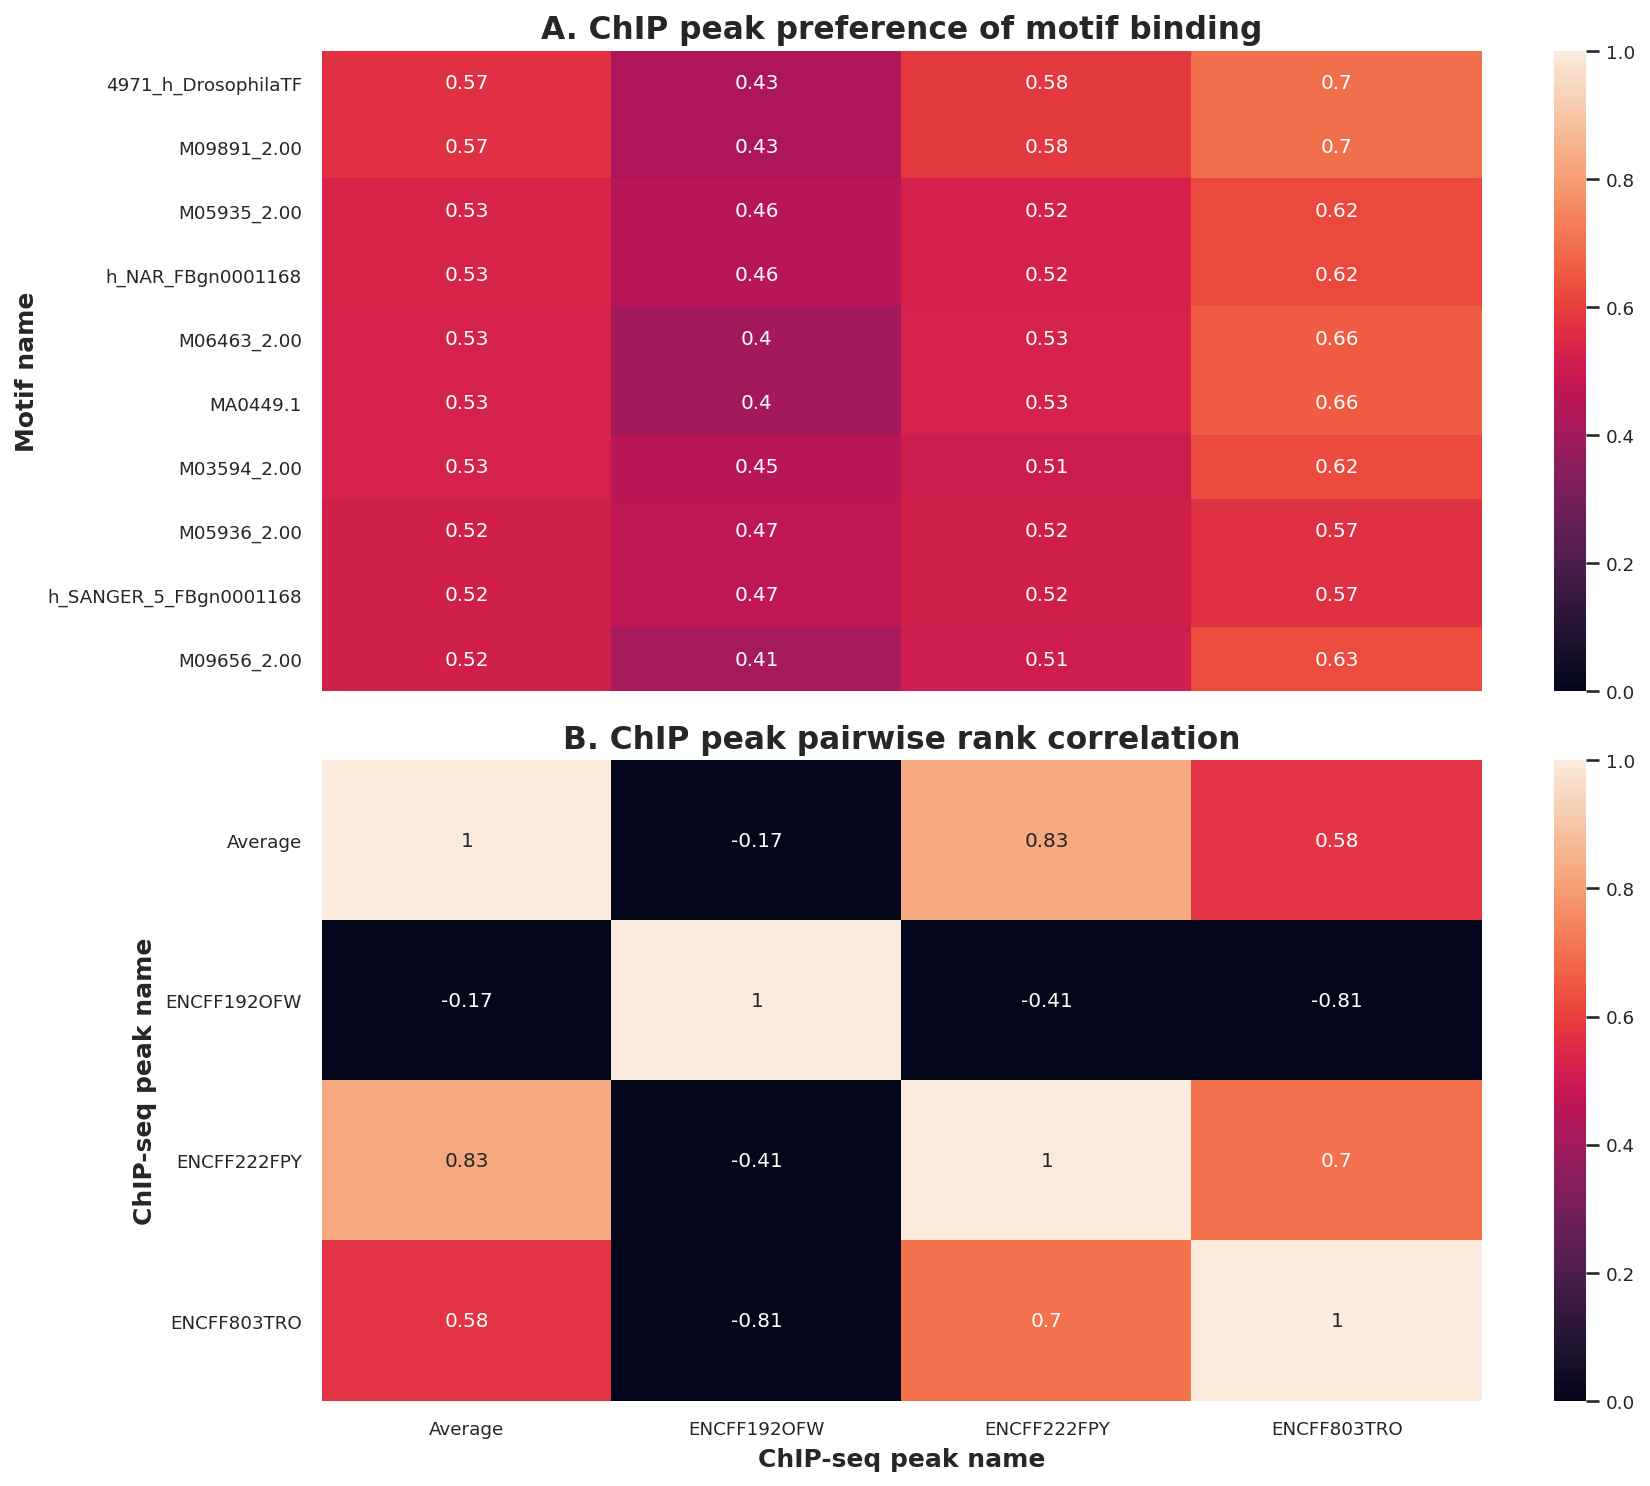 A. ChIP peak preference of motif binding
Motif name
4971_h_DrosophilaTF 0.57 0.43 0.58 0.7
M09891_2.00 0.57 0.43 0.58 0.7
M05935_2.00 0.53 0.46 0.52 0.62
h_NAR_FBgn0001168 0.53 0.46 0.52 0.62
M06463_2.00 0.53 0.4 0.53 0.66
MA0449.1 0.53 0.4 0.53 0.66
M03594_2.00 0.53 0.45 0.51 0.62
M05936_2.00 0.52 0.47 0.52 0.57
h_SANGER_5_FBgn0001168 0.52 0.47 0.52 0.57
M09656_2.00 0.52 0.41 0.51 0.63
1.0
0.8
0.6
0.4
0.2
0.0
B. ChIP peak pairwise rank correlation
ChIP-seq peak name
Average 1 -0.17 0.83 0.58
ENCFF192OFW -0.17 1 -0.41 -0.81
ENCFF222FPY 0.83 -0.41 1 0.7
ENCFF803TRO 0.58 -0.81 0.7 1
1.0
0.8
0.6
0.4
0.2
0.0
Average ENCFF192OFW ENCFF222FPY ENCFF803TRO
ChIP-seq peak name